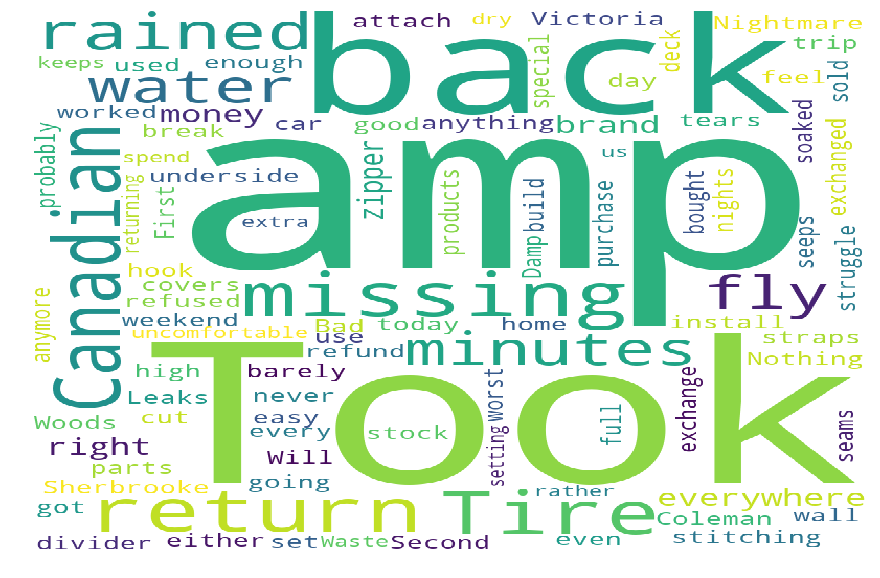 rained
back
attach
dry
Victoria
Nightmare
keeps
used
enough
special
deck
trip
water
day
feel
sold
worked
money
car
good
anything
brand
tears
soaked
probably
Canadian
break
zipper
amp
us
exchanged
spend
underside
returning
First
extra
products
Damp
build
purchase
bought
nights
seeps
struggle
hook
covers
refused
missing
fly
anymore
weekend
uncomfortable
Bad
today
home
install
use
refund
minutes
straps
Nothing
Took
high
barely
Leaks
never
Woods
cut
easy
every
stock
setting
worst
full
exchange
seams
right
Will
parts
Sherbrooke
going
rather
everywhere
got
return
Tire
Coleman
wall
divider
either
set
Waste
Second
even
stitching